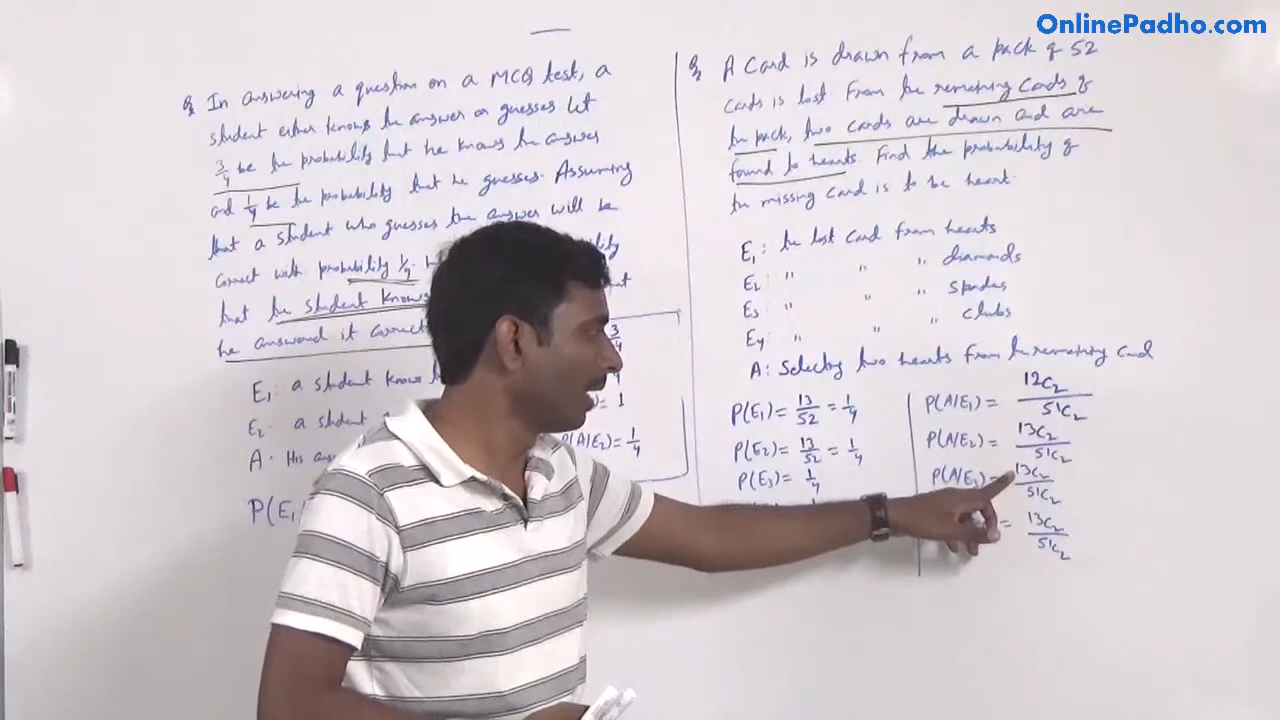 OnlinePadho.com
Q In answering a question on a MCQ test, a
student either knows the answer or guesses let
3/4 be the probability that he knows the answer
and 1/4 be the probability that he guesses. Assuming
that a student who guesses the answer will be
correct with probability 1/4.
that the student knows
he answered it correct
E1: a student knows
E2: a student
A: His
3/4
= 1
P(A/E2) = 1/4
P(E1
Q A Card is drawn from a pack of 52
cards is lost From the remaining cards of
the pack, two cards are drawn and are
found to hearts. Find the probability of
the missing card is to be heart.
E1: the lost card from hearts
E2: " " " diamonds
E3: " " " spades
E4: " " " clubs
A: Selecting two hearts from the remaining card
P(E1) = 13/52 = 1/4
P(E2) = 13/52 = 1/4
P(E3) = 1/4
P(A/E1) = 12C2/51C2
P(A/E2) = 13C2/51C2
P(A/E3) = 13C2/51C2
= 13C2/51C2